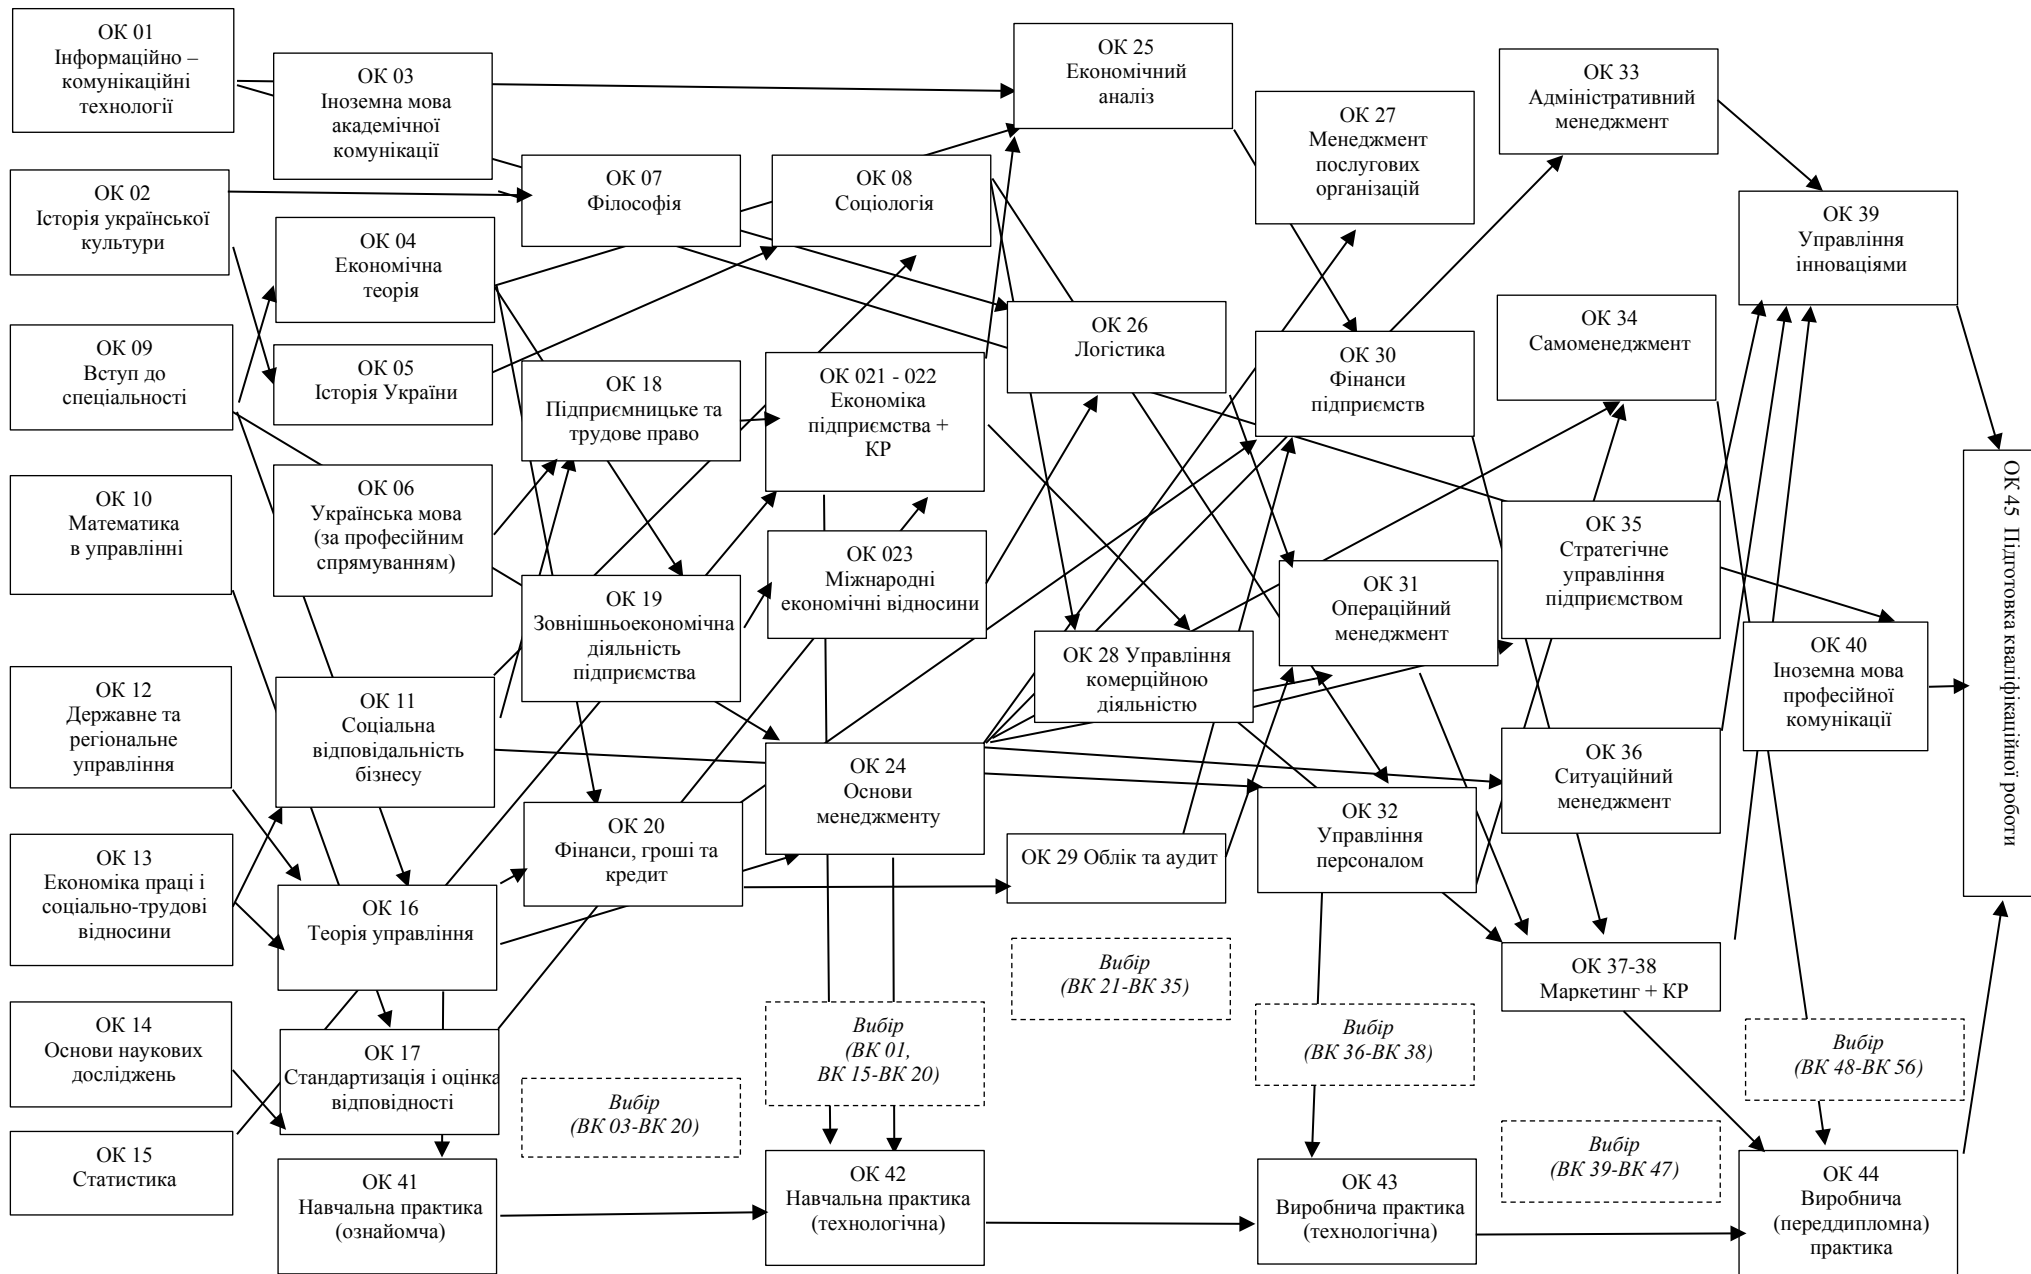 ОК 01
Інформаційно –
комунікаційні
технології
ОК 02
Історія української
культури
ОК 09
Вступ до
спеціальності
ОК 10
Математика
в управлінні
ОК 12
Державне та
регіональне
управління
ОК 13
Економіка праці і
соціально-трудові
відносини
ОК 14
Основи наукових
досліджень
ОК 15
Статистика
ОК 03
Іноземна мова
академічної
комунікації
ОК 04
Економічна
теорія
ОК 05
Історія України
ОК 06
Українська мова
(за професійним
спрямуванням)
ОК 11
Соціальна
відповідальність
бізнесу
ОК 16
Теорія управління
ОК 17
Стандартизація і оцінка
відповідності
ОК 41
Навчальна практика
(ознайомча)
ОК 07
Філософія
ОК 18
Підприємницьке та
трудове право
ОК 19
Зовнішньоекономічна
діяльність
підприємства
ОК 20
Фінанси, гроші та
кредит
Вибір
(ВК 03-ВК 20)
ОК 08
Соціологія
ОК 021 - 022
Економіка
підприємства +
КР
ОК 023
Міжнародні
економічні відносини
ОК 24
Основи
менеджменту
Вибір
(ВК 01,
ВК 15-ВК 20)
ОК 42
Навчальна практика
(технологічна)
ОК 25
Економічний
аналіз
ОК 26
Логістика
ОК 28 Управління
комерційною
діяльністю
ОК 29 Облік та аудит
Вибір
(ВК 21-ВК 35)
ОК 27
Менеджмент
послугових
організацій
ОК 30
Фінанси
підприємств
ОК 31
Операційний
менеджмент
ОК 32
Управління
персоналом
Вибір
(ВК 36-ВК 38)
ОК 43
Виробнича практика
(технологічна)
ОК 33
Адміністративний
менеджмент
ОК 34
Самоменеджмент
ОК 35
Стратегічне
управління
підприємством
ОК 36
Ситуаційний
менеджмент
ОК 37-38
Маркетинг + КР
Вибір
(ВК 39-ВК 47)
ОК 39
Управління
інноваціями
ОК 40
Іноземна мова
професійної
комунікації
Вибір
(ВК 48-ВК 56)
ОК 44
Виробнича
(переддипломна)
практика
ОК 45 Підготовка кваліфікаційної роботи